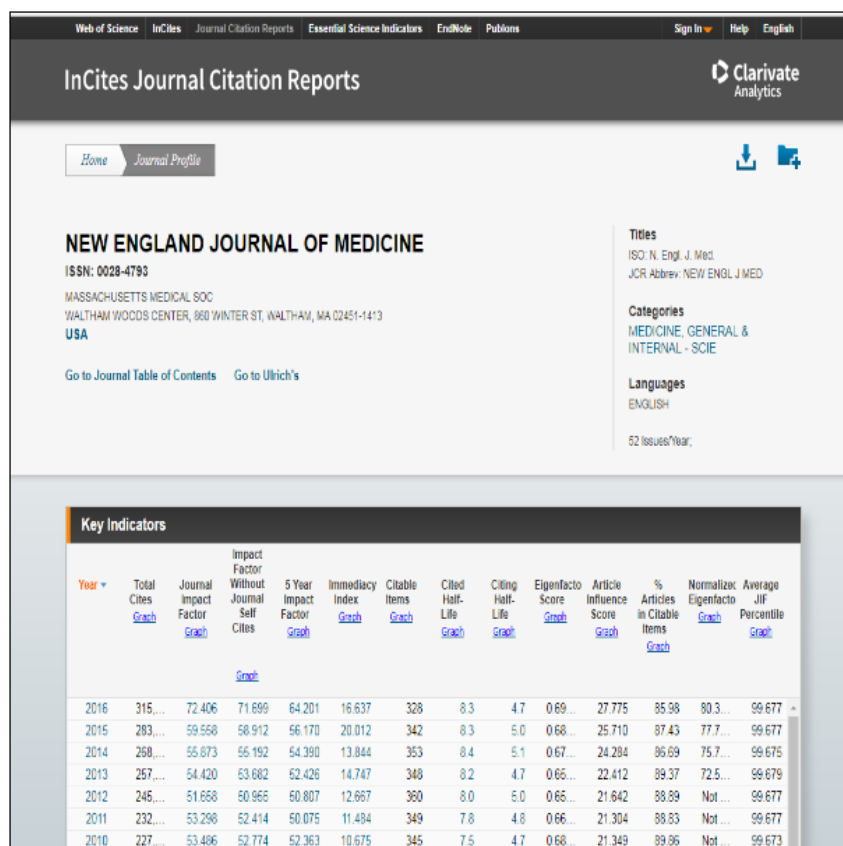 Web of Science InCites Journal Citation Reports Essential Science Indicators EndNote Publons Sign In Help English
InCites Journal Citation Reports
Clarivate
Analytics
Home Journal Profile
NEW ENGLAND JOURNAL OF MEDICINE
ISSN: 0028-4793
MASSACHUSETTS MEDICAL SOC
WALTHAM WOODS CENTER, 860 WINTER ST, WALTHAM, MA 02451-1413
USA
Go to Journal Table of Contents Go to Ulrich's
Titles
ISO: N. Engl. J. Med.
JCR Abbrev: NEW ENGL J MED
Categories
MEDICINE, GENERAL &
INTERNAL - SCIE
Languages
ENGLISH
52 Issues/Year;
Key Indicators
Year Total Cites Graph Journal Impact Factor Graph Impact Factor Without Journal Self Cites Graph 5 Year Impact Factor Graph Immediacy Index Graph Citable Items Graph Cited Half-Life Graph Citing Half-Life Graph Eigenfacto Score Graph Article Influence Score Graph % Articles in Citable Items Graph Normalized Eigenfacto Graph Average JIF Percentile Graph
2016 315,... 72.406 71.699 64.201 16.637 328 8.3 4.7 0.69... 27.775 85.98 80.3... 99.677
2015 283,... 59.558 58.912 56.170 20.012 342 8.3 5.0 0.68... 25.710 87.43 77.7... 99.677
2014 268,... 55.873 55.192 54.390 13.844 353 8.4 5.1 0.67... 24.284 86.69 75.7... 99.675
2013 257,... 54.420 53.682 52.426 14.747 348 8.2 4.7 0.65... 22.412 89.37 72.5... 99.679
2012 245,... 51.658 50.955 50.807 12.667 360 8.0 5.0 0.66... 21.642 88.89 Not ... 99.677
2011 232,... 53.298 52.414 50.075 11.484 349 7.8 4.8 0.66... 21.304 88.83 Not ... 99.677
2010 227,... 53.486 52.774 52.363 10.675 345 7.5 4.7 0.68... 21.349 89.86 Not ... 99.673